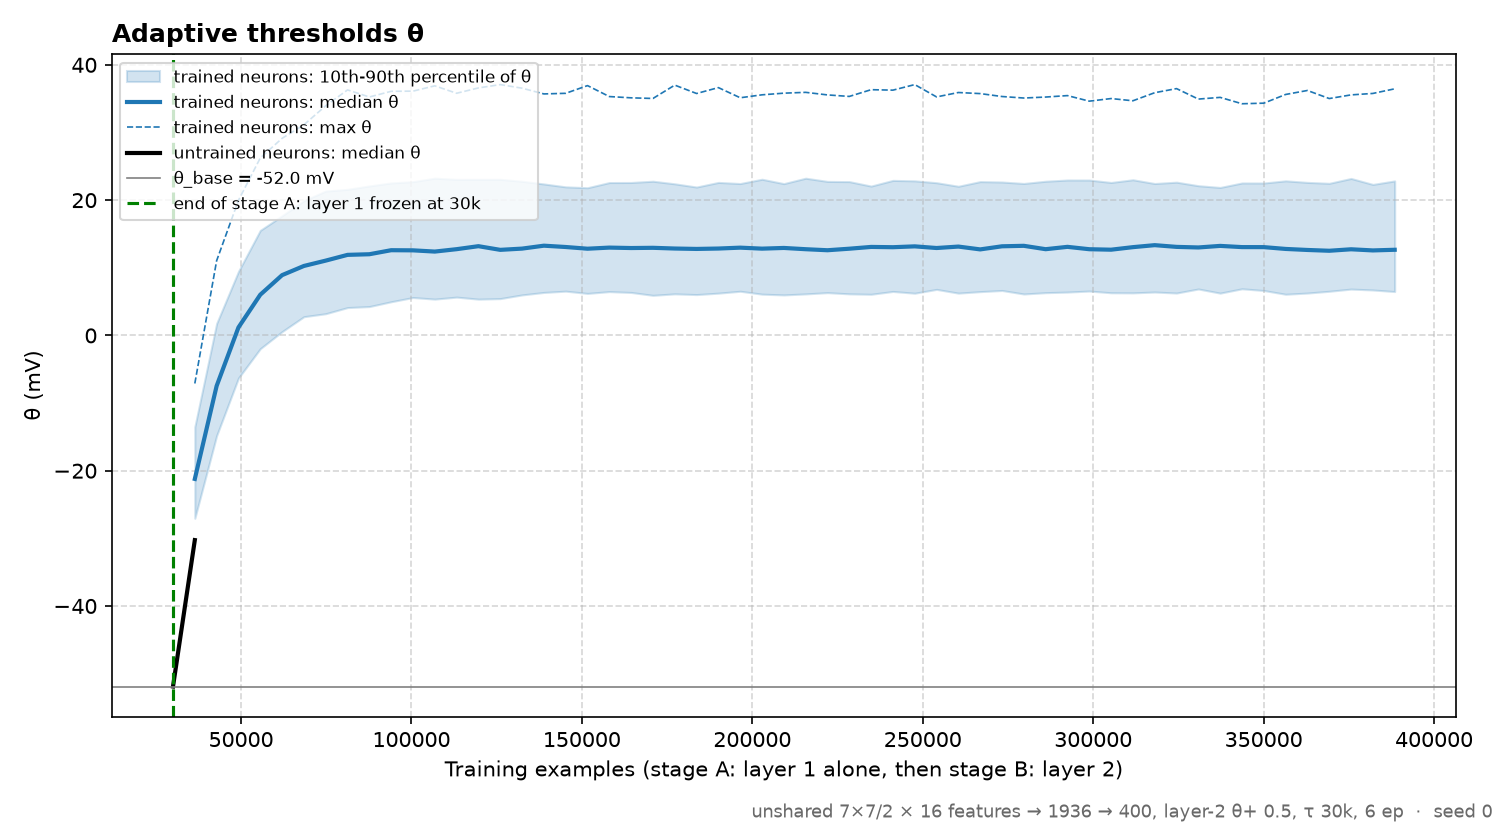 Adaptive thresholds θ
trained neurons: 10th-90th percentile of θ
trained neurons: median θ
trained neurons: max θ
untrained neurons: median θ
θ_base = -52.0 mV
end of stage A: layer 1 frozen at 30k
θ (mV)
40
20
0
−20
−40
50000 100000 150000 200000 250000 300000 350000 400000
Training examples (stage A: layer 1 alone, then stage B: layer 2)
unshared 7×7/2 × 16 features → 1936 → 400, layer-2 θ+ 0.5, τ 30k, 6 ep · seed 0